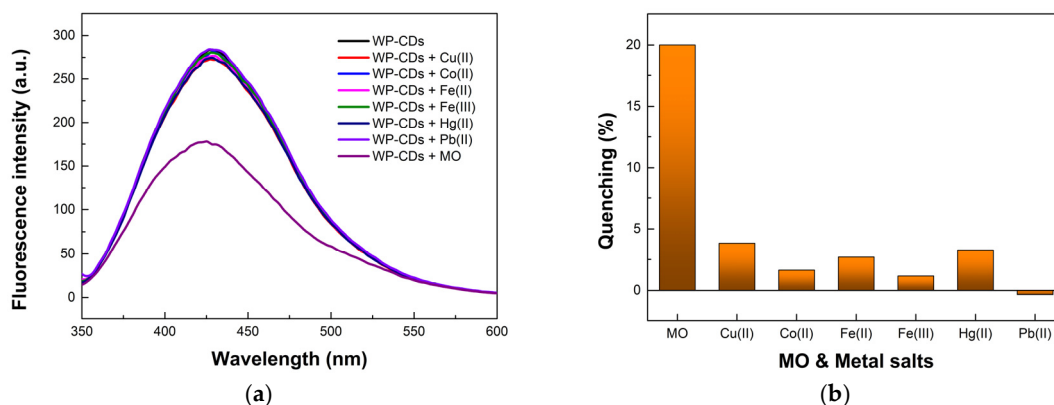 Fluorescence intensity (a.u.)
300
250
200
150
100
50
0
350
400
450
500
550
600
Wavelength (nm)
WP-CDs
WP-CDs + Cu(II)
WP-CDs + Co(II)
WP-CDs + Fe(II)
WP-CDs + Fe(III)
WP-CDs + Hg(II)
WP-CDs + Pb(II)
WP-CDs + MO
(a)
Quenching (%)
20
15
10
5
0
MO
Cu(II)
Co(II)
Fe(II)
Fe(III)
Hg(II)
Pb(II)
MO & Metal salts
(b)